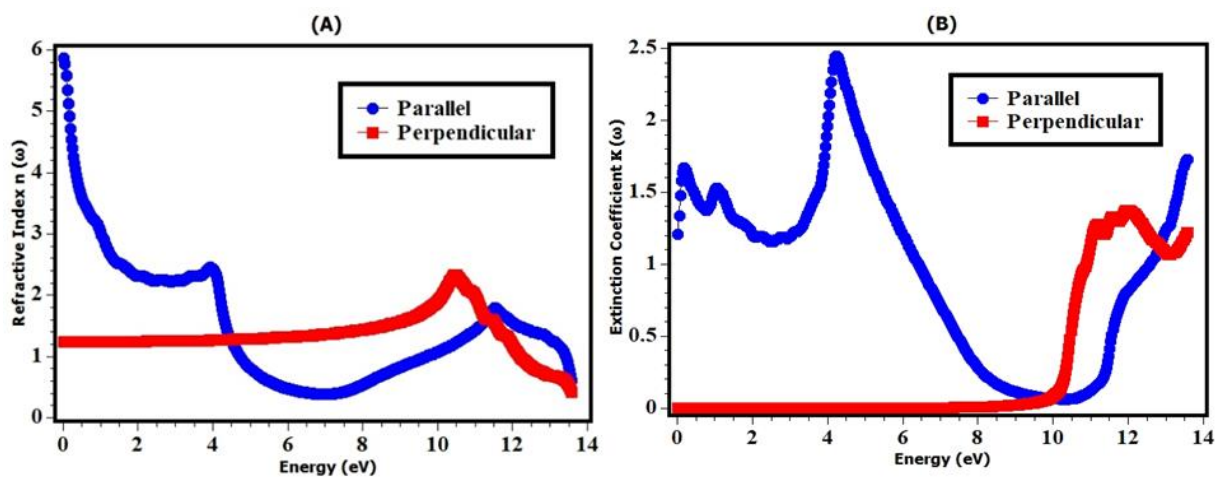 (A)
Refractive Index n (ω)
6
5
4
3
2
1
0
Parallel
Perpendicular
0 2 4 6 8 10 12 14
Energy (eV)
(B)
Extinction Coefficient K (ω)
2.5
2
1.5
1
0.5
0
Parallel
Perpendicular
0 2 4 6 8 10 12 14
Energy (eV)